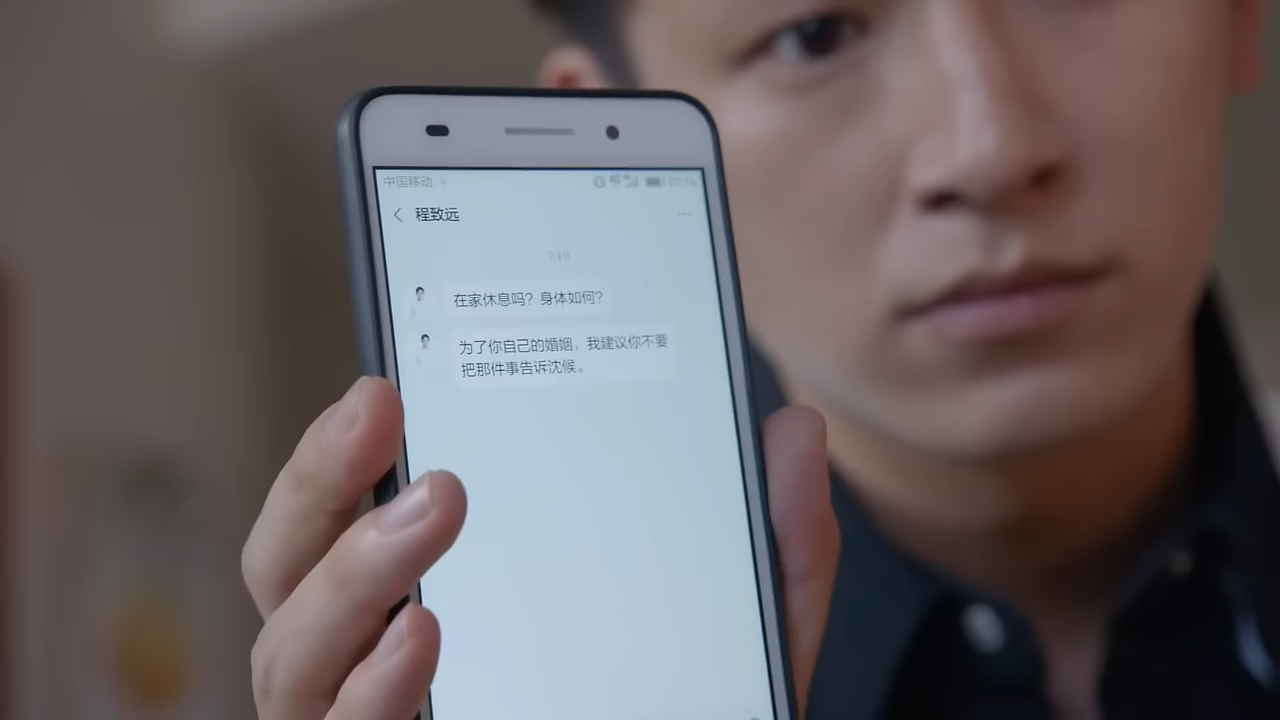 中国移动
程致远
在家休息吗？身体如何？
为了你自己的婚姻，我建议你不要
把那件事告诉沈候。